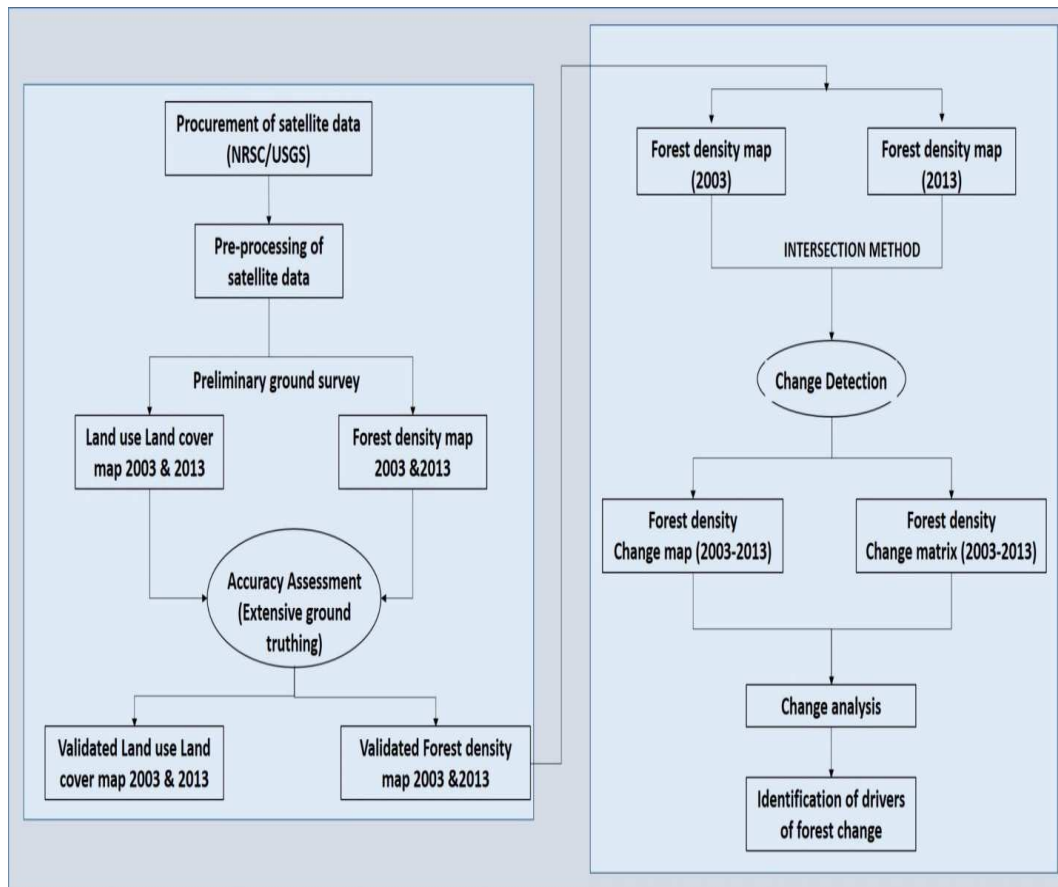 Procurement of satellite data
(NRSC/USGS)
Pre-processing of
satellite data
Preliminary ground survey
Land use Land cover
map 2003 & 2013
Forest density map
2003 &2013
Accuracy Assessment
(Extensive ground
truthing)
Validated Land use Land
cover map 2003 & 2013
Validated Forest density
map 2003 &2013
Forest density map
(2003)
Forest density map
(2013)
INTERSECTION METHOD
Change Detection
Forest density
Change map (2003-2013)
Forest density
Change matrix (2003-2013)
Change analysis
Identification of drivers
of forest change